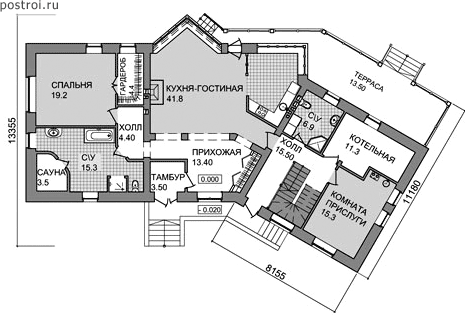 postroi.ru
СПАЛЬНЯ
19.2
ГАРДЕРОБ
4.4
КУХНЯ-ГОСТИНАЯ
41.8
ТЕРРАСА
13.50
С\У
6.9
КОТЕЛЬНАЯ
11.3
ХОЛЛ
4.40
ПРИХОЖАЯ
13.40
ХОЛЛ
15.50
С\У
15.3
САУНА
3.5
ТАМБУР
3.50
0.000
- 0.020
КОМНАТА
ПРИСЛУГИ
15.3
13355
11180
8155